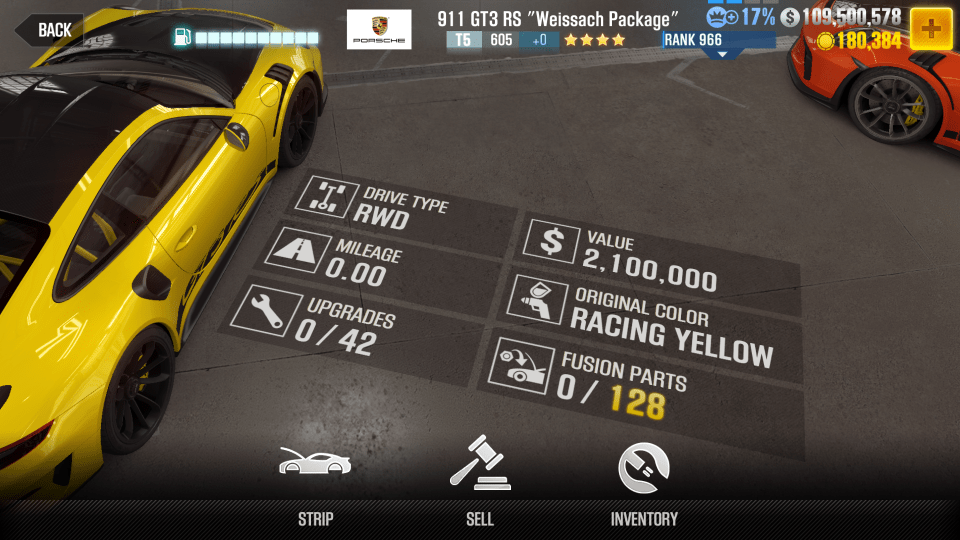 BACK
PORSCHE
911 GT3 RS "Weissach Package"
T5 605 +0
17%
$ 109,500,578
RANK 966
180,384
DRIVE TYPE
RWD
MILEAGE
0.00
UPGRADES
0/42
$ VALUE
2,100,000
ORIGINAL COLOR
RACING YELLOW
FUSION PARTS
0/ 128
STRIP
SELL
INVENTORY